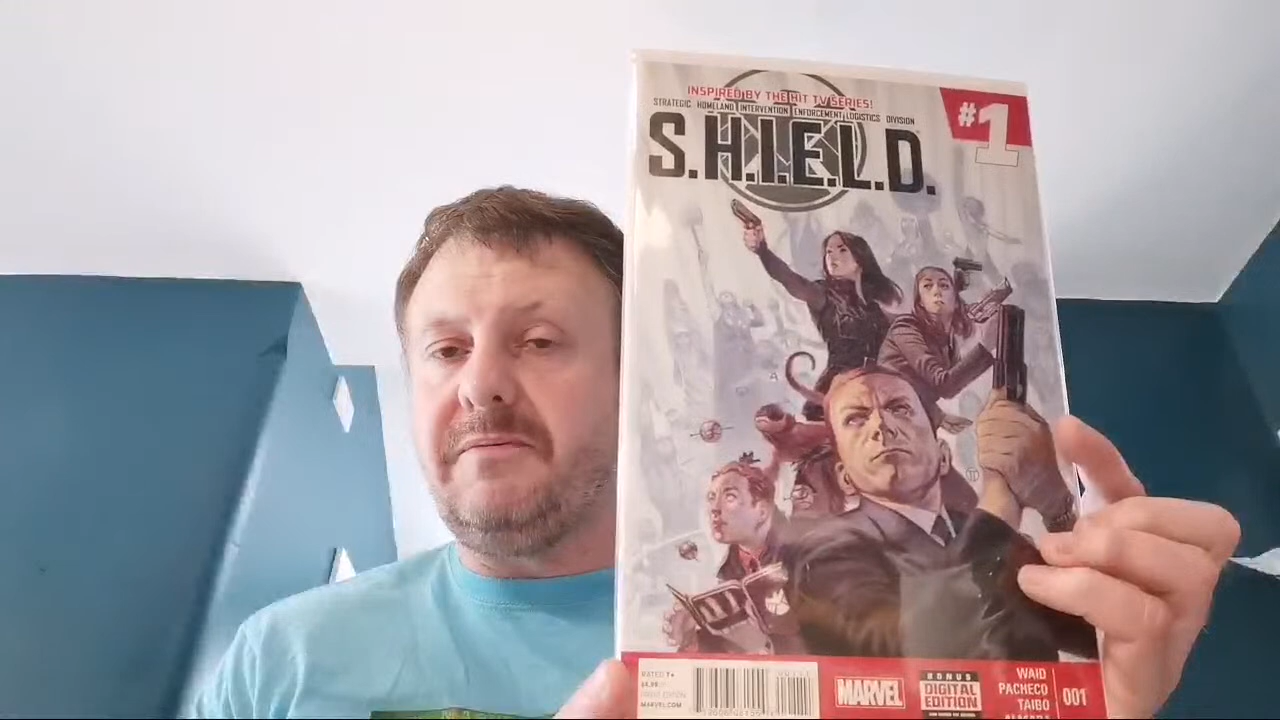 INSPIRED BY THE HIT TV SERIES!
STRATEGIC HOMELAND INTERVENTION ENFORCEMENT LOGISTICS DIVISION
S.H.I.E.L.D.
#1
RATED T+
MARVEL.COM
MARVEL
BONUS
DIGITAL
EDITION
WAID
PACHECO
TAIBO
001